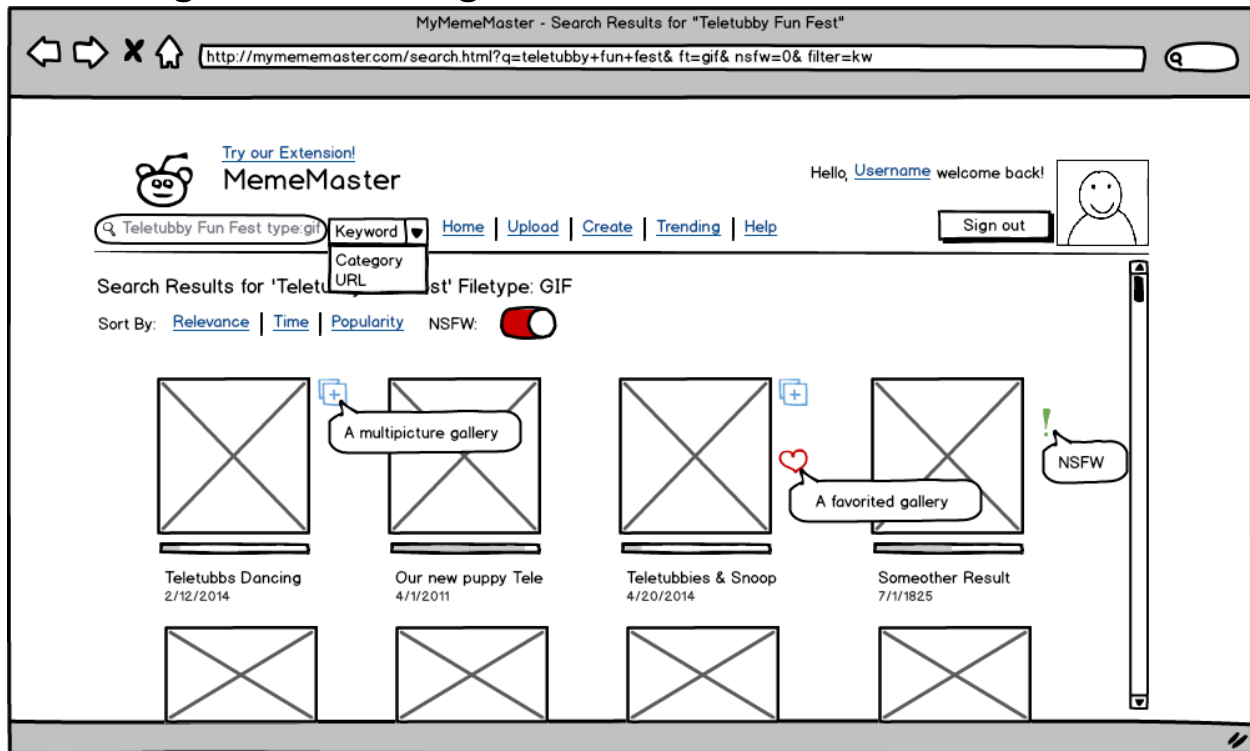 MyMemeMaster - Search Results for "Teletubby Fun Fest"
http://mymememaster.com/search.html?q=teletubby+fun+fest& ft=gif& nsfw=0& filter=kw
Try our Extension!
MemeMaster
Hello, Username welcome back!
Teletubby Fun Fest type:gif
Keyword
Home | Upload | Create | Trending | Help
Sign out
Category
URL
Search Results for 'Telet st' Filetype: GIF
Sort By: Relevance | Time | Popularity NSFW:
A multipicture gallery
NSFW
A favorited gallery
Teletubbs Dancing
2/12/2014
Our new puppy Tele
4/1/2011
Teletubbies & Snoop
4/20/2014
Someother Result
7/1/1825